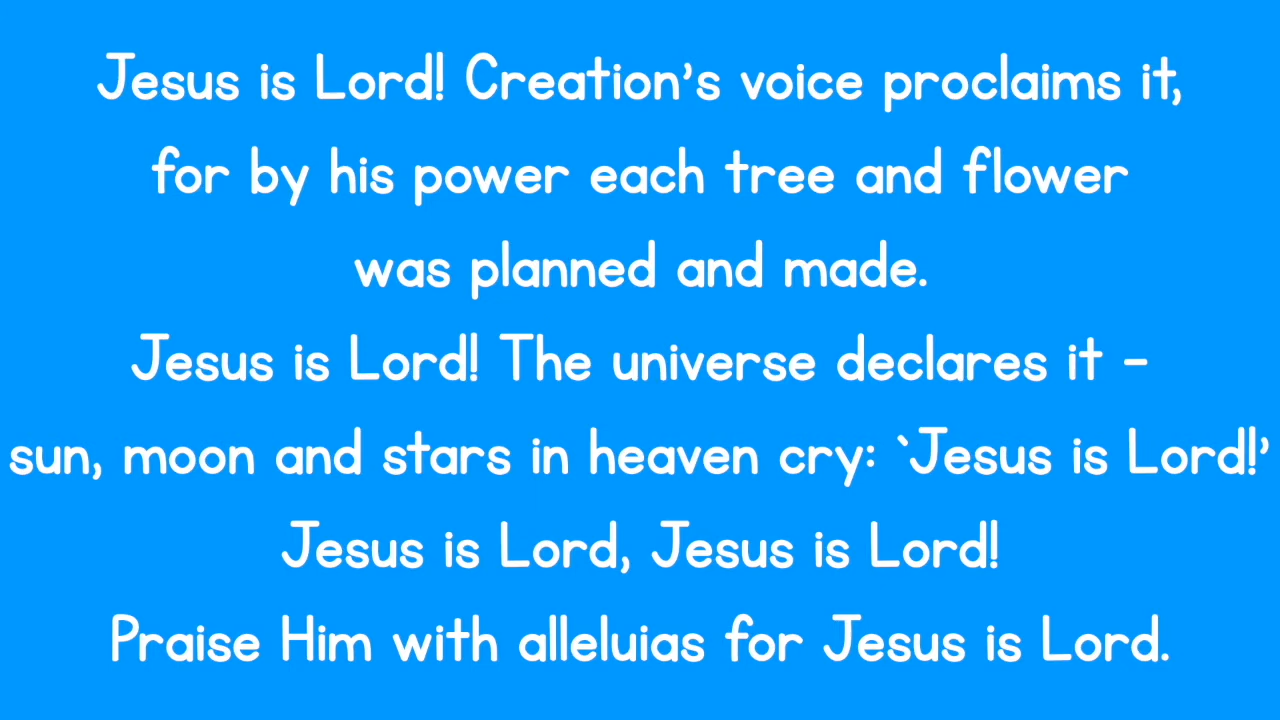 Jesus is Lord! Creation’s voice proclaims it,
for by his power each tree and flower
was planned and made.
Jesus is Lord! The universe declares it –
sun, moon and stars in heaven cry: ‛Jesus is Lord!’
Jesus is Lord, Jesus is Lord!
Praise Him with alleluias for Jesus is Lord.